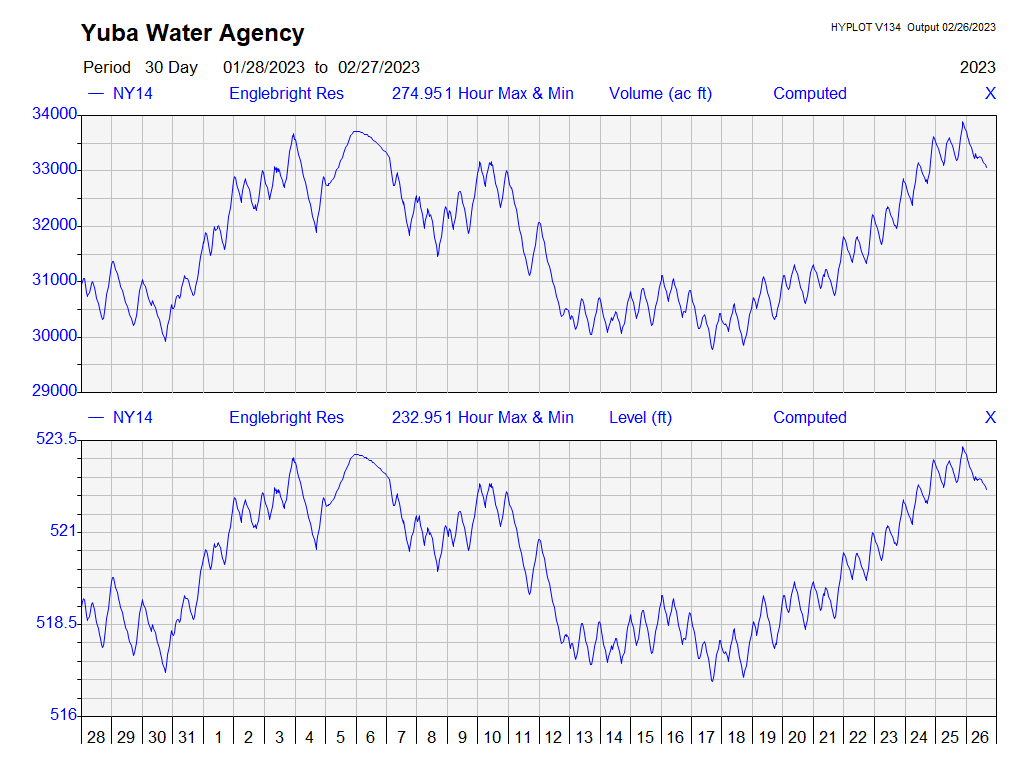 Yuba Water Agency
HYPLOT V134 Output 02/26/2023
Period 30 Day 01/28/2023 to 02/27/2023
2023
NY14 Englebright Res 274.951 Hour Max & Min Volume (ac ft) Computed X
34000
33000
32000
31000
30000
29000
NY14 Englebright Res 232.951 Hour Max & Min Level (ft) Computed X
523.5
521
518.5
516
28 29 30 31 1 2 3 4 5 6 7 8 9 10 11 12 13 14 15 16 17 18 19 20 21 22 23 24 25 26